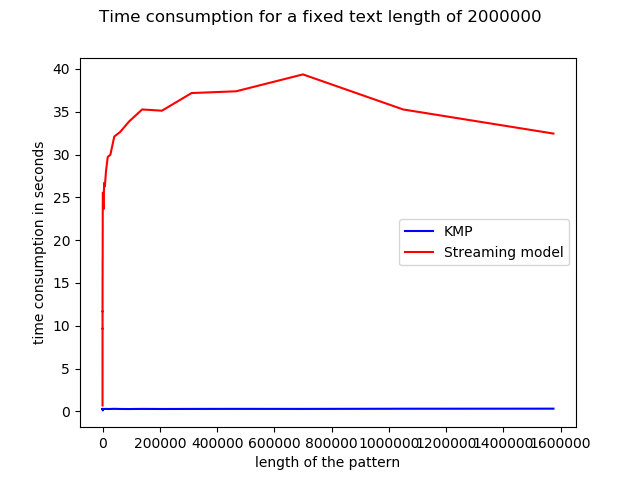 Time consumption for a fixed text length of 2000000
40
35
30
25
20
15
10
5
0
time consumption in seconds
KMP
Streaming model
0 200000 400000 600000 800000 1000000 1200000 1400000 1600000
length of the pattern